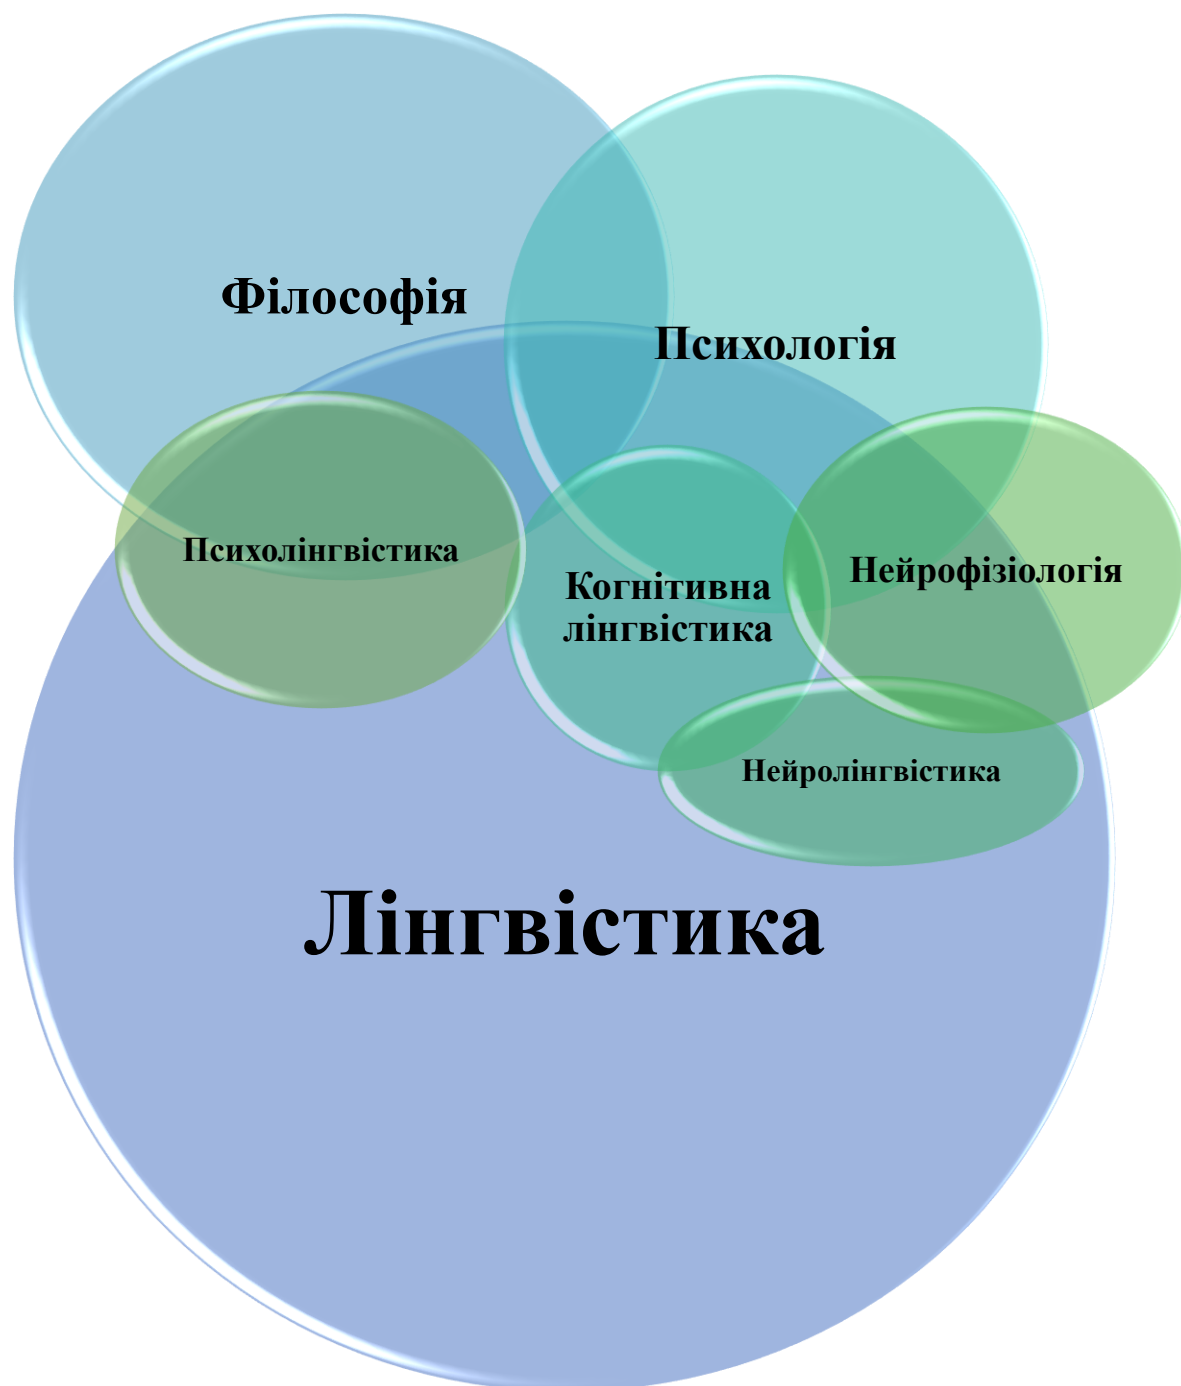 Філософія
Психологія
Психолінгвістика
Когнітивна
лінгвістика
Нейрофізіологія
Нейролінгвістика
Лінгвістика